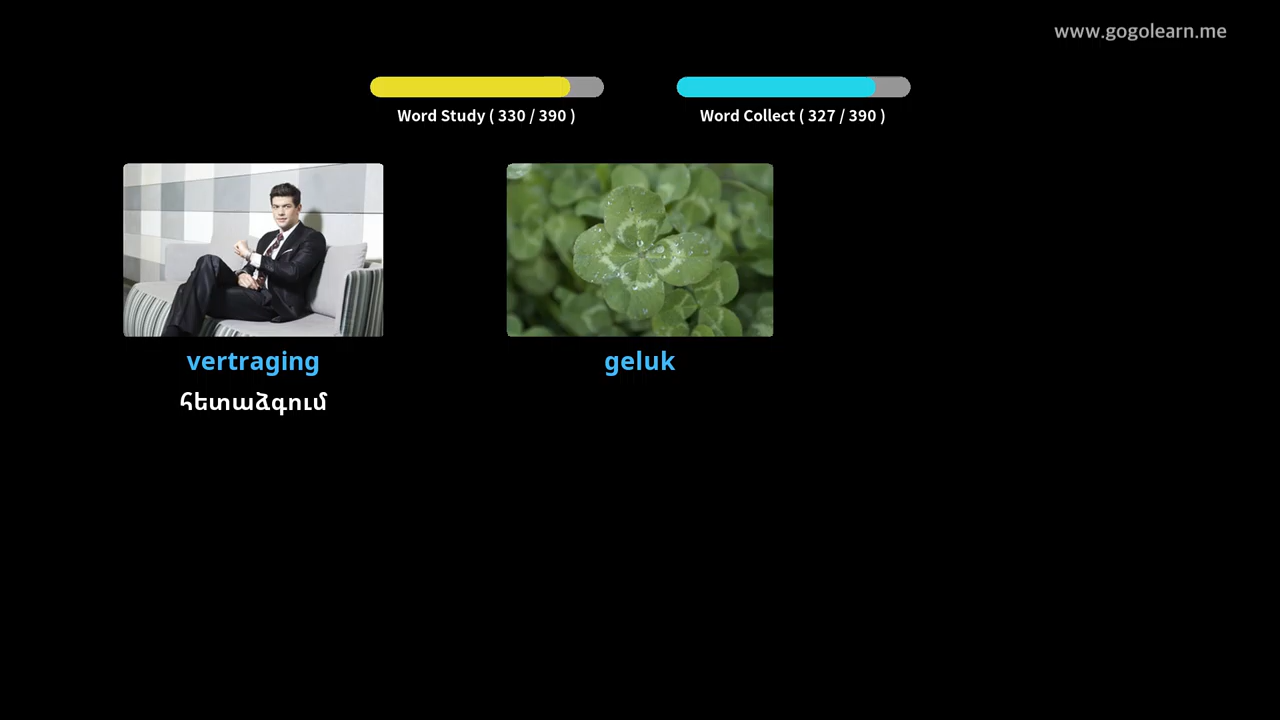 www.gogolearn.me
Word Study ( 330 / 390 )
Word Collect ( 327 / 390 )
vertraging
geluk
հետաձգում